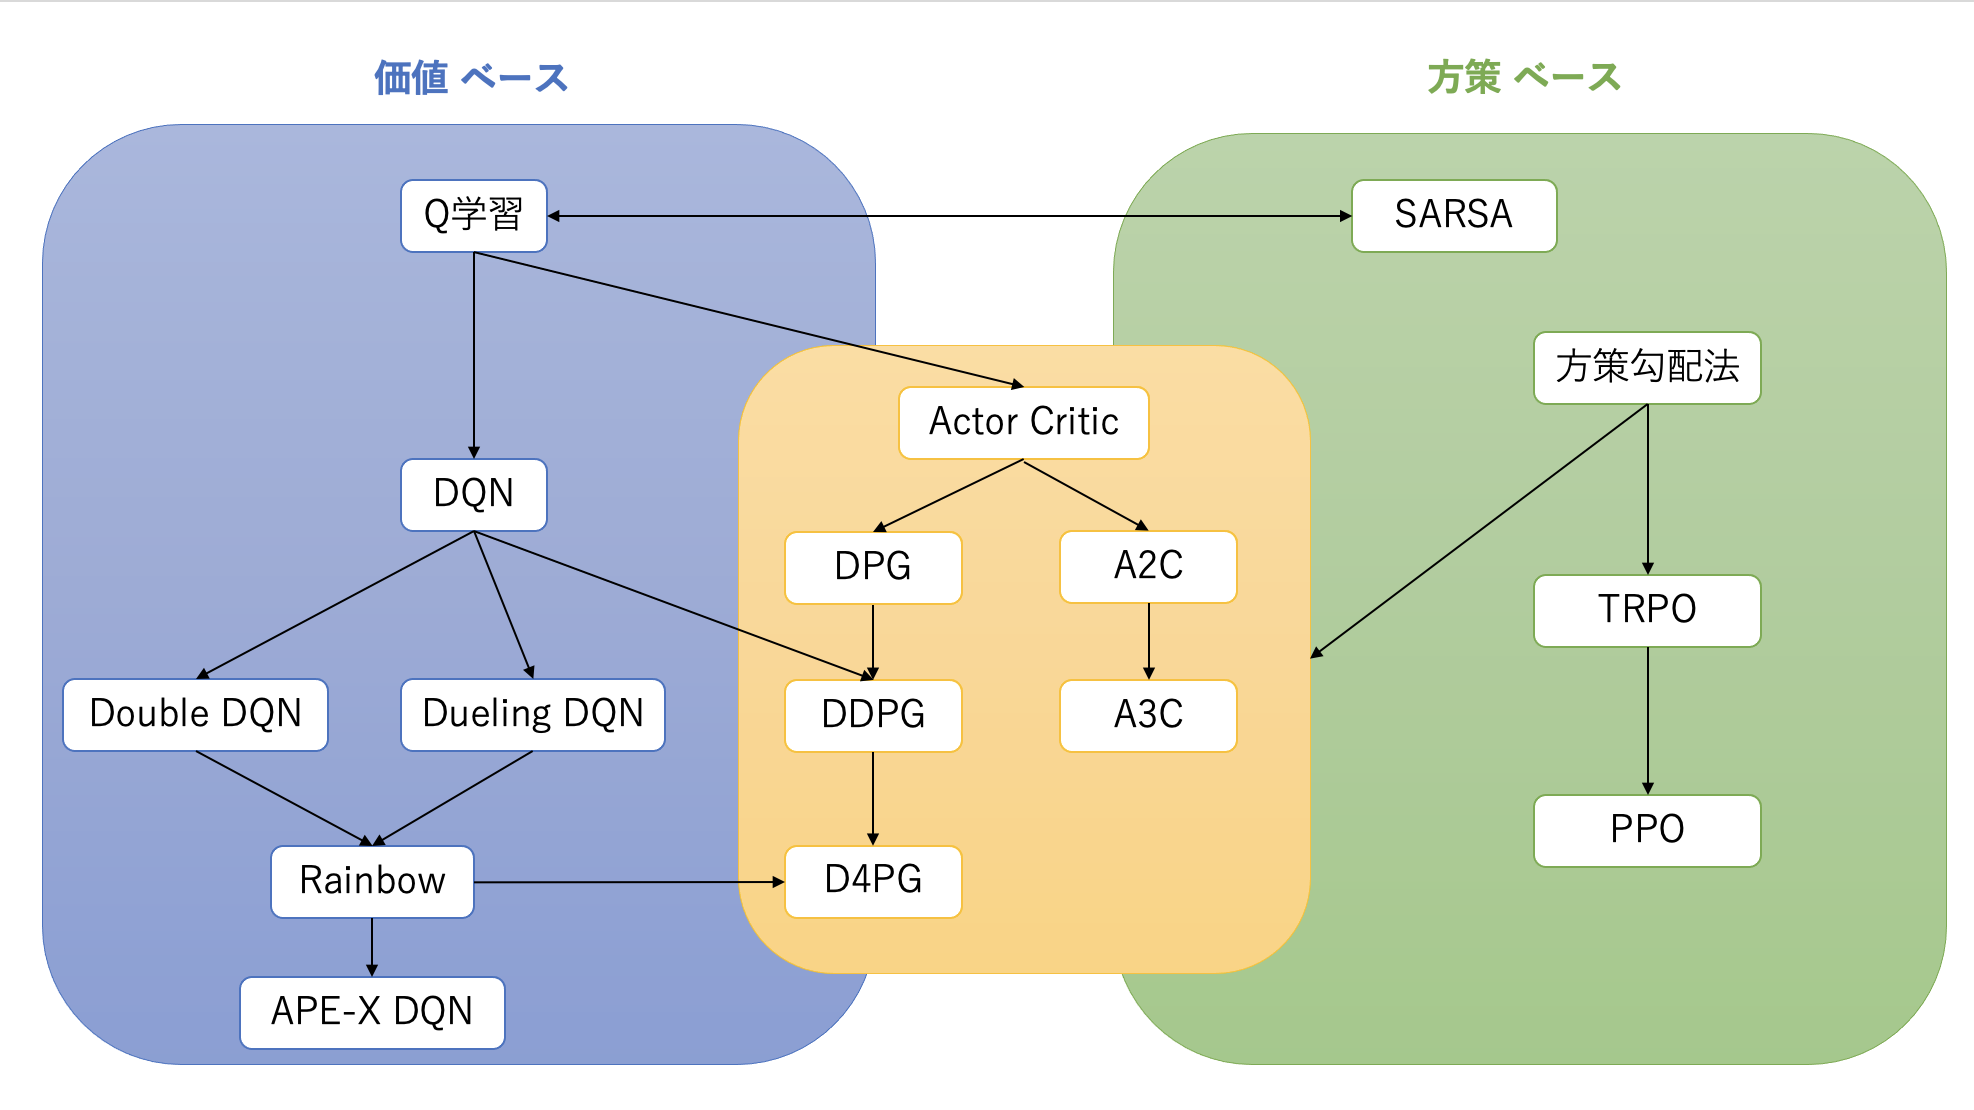 価値 ベース
方策 ベース
Q学習
SARSA
方策勾配法
Actor Critic
DQN
DPG
A2C
TRPO
Double DQN
Dueling DQN
DDPG
A3C
PPO
Rainbow
D4PG
APE-X DQN